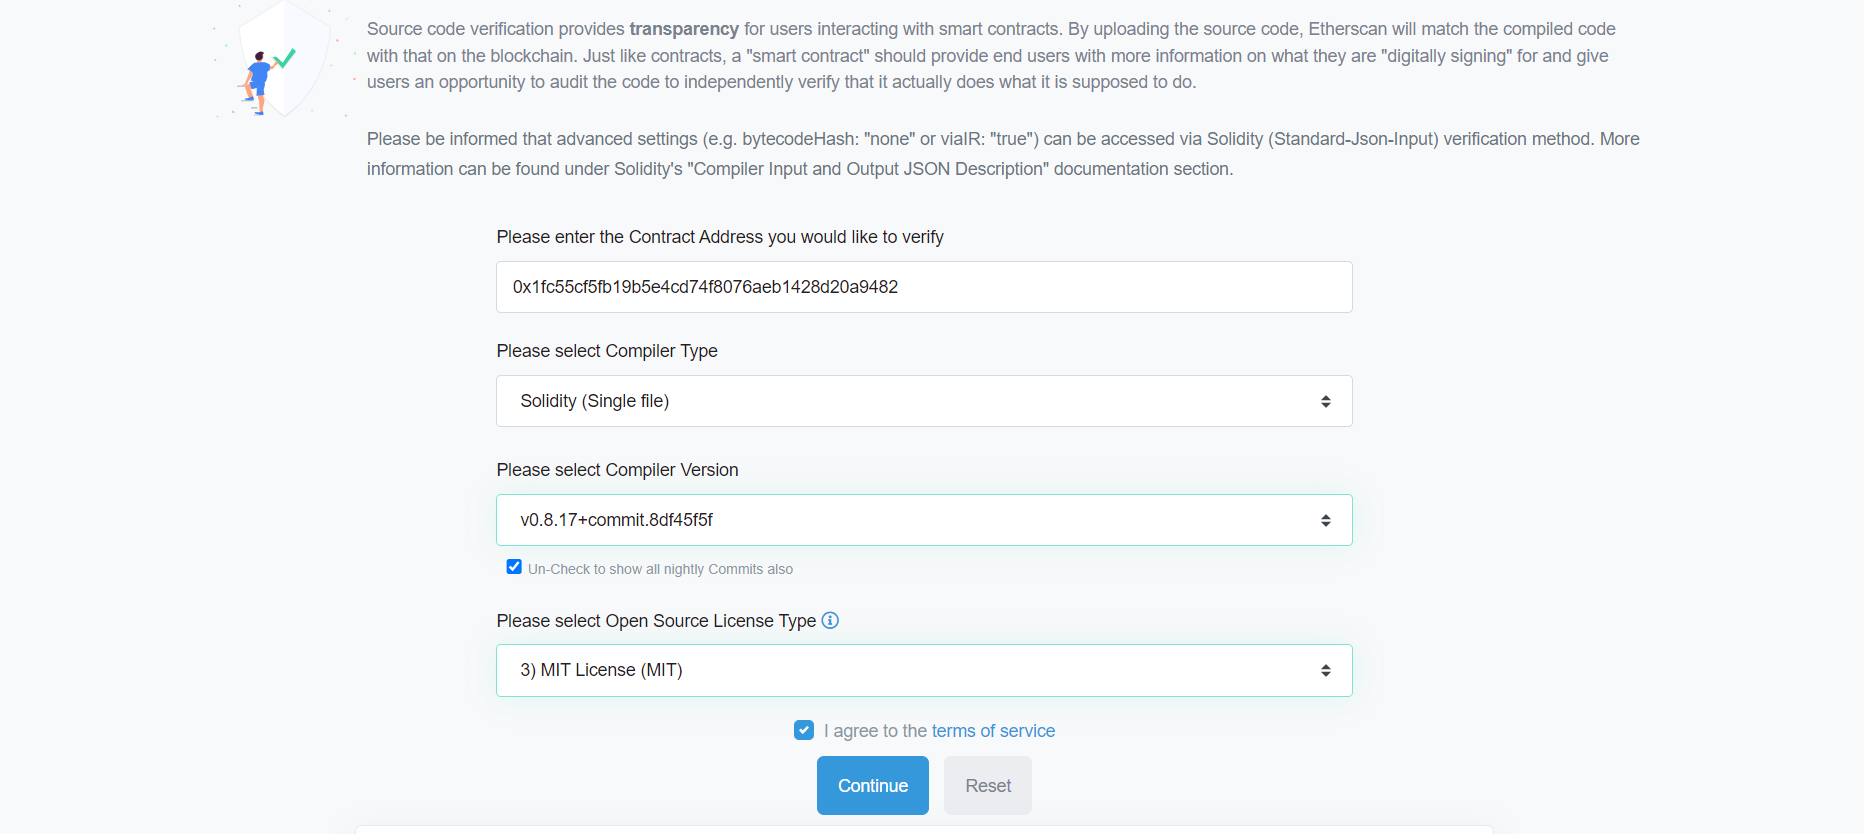 Source code verification provides transparency for users interacting with smart contracts. By uploading the source code, Etherscan will match the compiled code
with that on the blockchain. Just like contracts, a "smart contract" should provide end users with more information on what they are "digitally signing" for and give
users an opportunity to audit the code to independently verify that it actually does what it is supposed to do.
Please be informed that advanced settings (e.g. bytecodeHash: "none" or viaIR: "true") can be accessed via Solidity (Standard-Json-Input) verification method. More
information can be found under Solidity's "Compiler Input and Output JSON Description" documentation section.
Please enter the Contract Address you would like to verify
0x1fc55cf5fb19b5e4cd74f8076aeb1428d20a9482
Please select Compiler Type
Solidity (Single file)
Please select Compiler Version
v0.8.17+commit.8df45f5f
Un-Check to show all nightly Commits also
Please select Open Source License Type
3) MIT License (MIT)
I agree to the terms of service
Continue
Reset